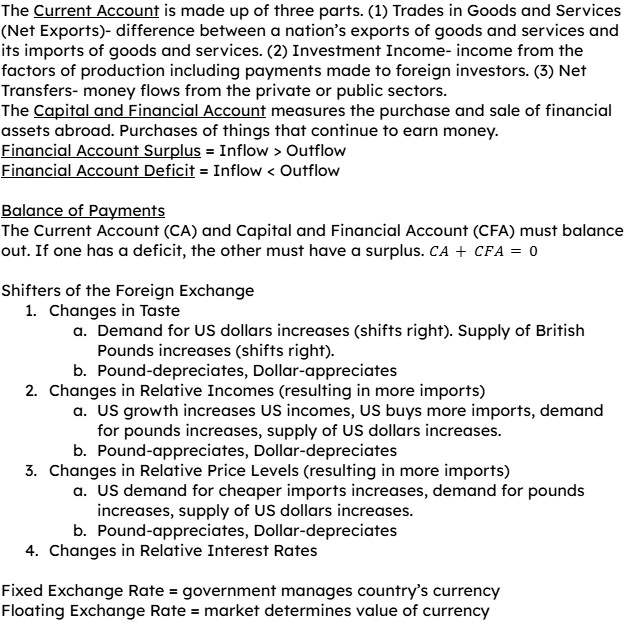 The Current Account is made up of three parts. (1) Trades in Goods and Services
(Net Exports)- difference between a nation's exports of goods and services and
its imports of goods and services. (2) Investment Income- income from the
factors of production including payments made to foreign investors. (3) Net
Transfers- money flows from the private or public sectors.
The Capital and Financial Account measures the purchase and sale of financial
assets abroad. Purchases of things that continue to earn money.
Financial Account Surplus = Inflow > Outflow
Financial Account Deficit = Inflow < Outflow
Balance of Payments
The Current Account (CA) and Capital and Financial Account (CFA) must balance
out. If one has a deficit, the other must have a surplus. CA + CFA = 0
Shifters of the Foreign Exchange
1. Changes in Taste
a. Demand for US dollars increases (shifts right). Supply of British
Pounds increases (shifts right).
b. Pound-depreciates, Dollar-appreciates
2. Changes in Relative Incomes (resulting in more imports)
a. US growth increases US incomes, US buys more imports, demand
for pounds increases, supply of US dollars increases.
b. Pound-appreciates, Dollar-depreciates
3. Changes in Relative Price Levels (resulting in more imports)
a. US demand for cheaper imports increases, demand for pounds
increases, supply of US dollars increases.
b. Pound-appreciates, Dollar-depreciates
4. Changes in Relative Interest Rates
Fixed Exchange Rate = government manages country's currency
Floating Exchange Rate = market determines value of currency